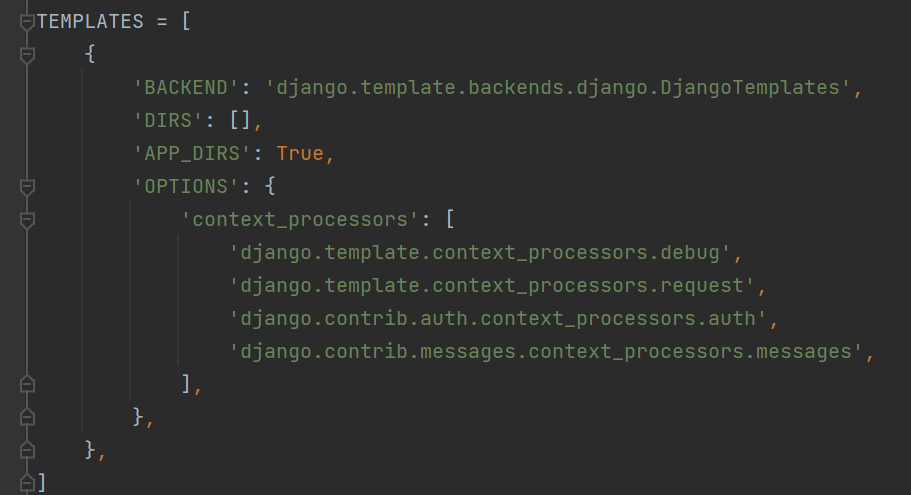 TEMPLATES = [
    {
        'BACKEND': 'django.template.backends.django.DjangoTemplates',
        'DIRS': [],
        'APP_DIRS': True,
        'OPTIONS': {
            'context_processors': [
                'django.template.context_processors.debug',
                'django.template.context_processors.request',
                'django.contrib.auth.context_processors.auth',
                'django.contrib.messages.context_processors.messages',
            ],
        },
    },
]